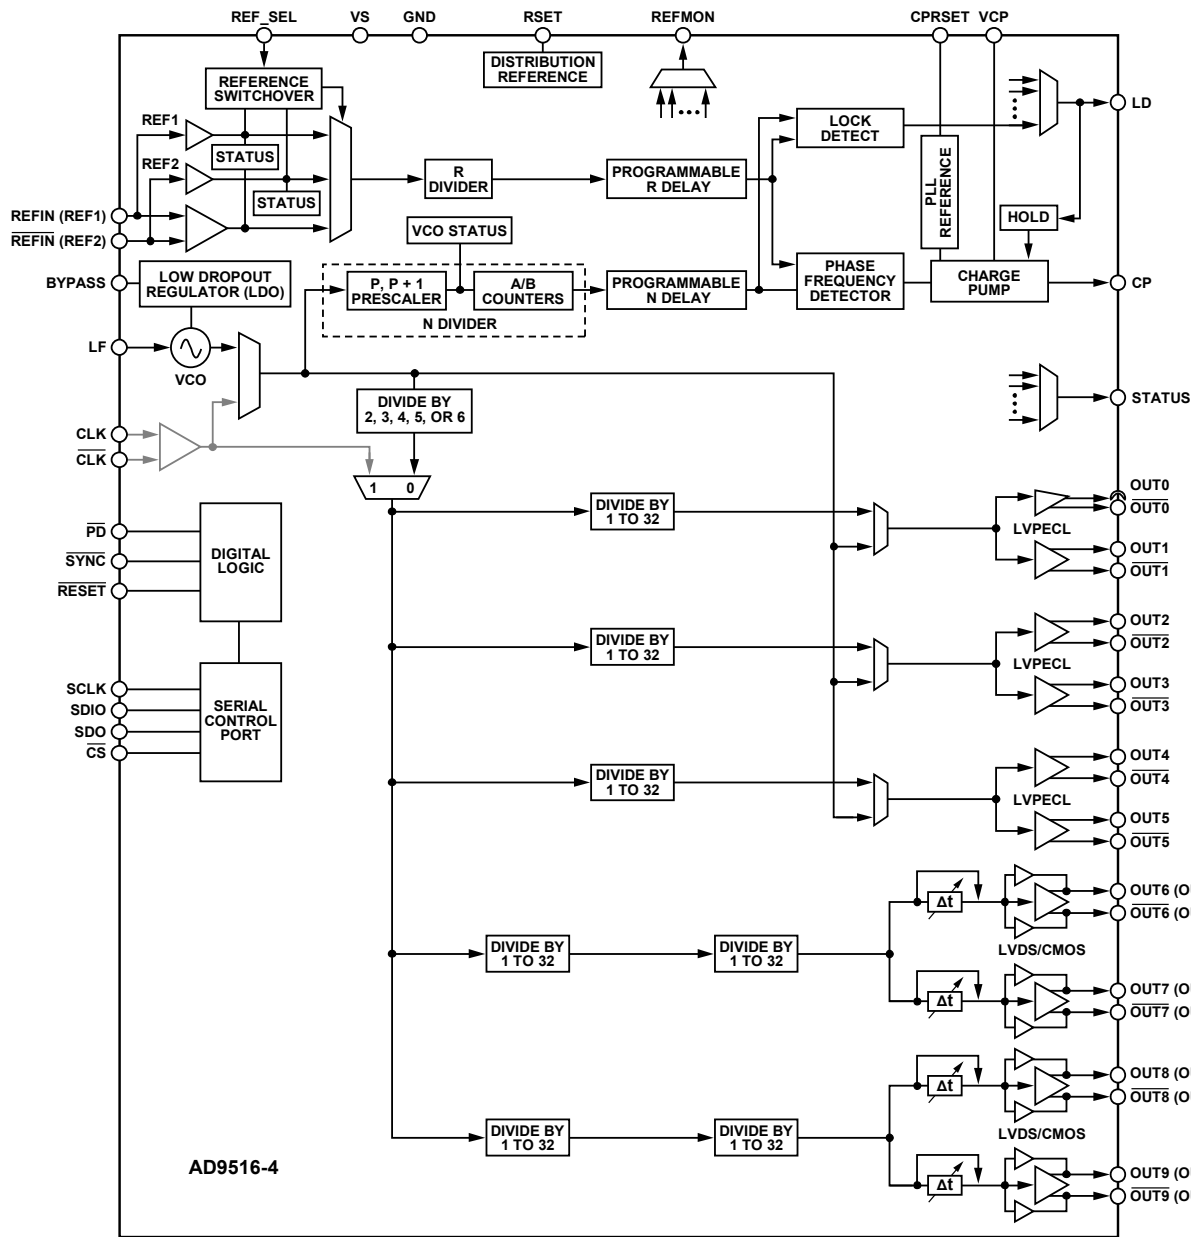 REF_SEL VS GND RSET REFMON CPRSET VCP
DISTRIBUTION
REFERENCE
REFERENCE
SWITCHOVER
REF1
STATUS
REF2
STATUS
REFIN (REF1)
REFIN (REF2)
R
DIVIDER
PROGRAMMABLE
R DELAY
LOCK
DETECT
LD
PLL
REFERENCE
HOLD
VCO STATUS
BYPASS
LOW DROPOUT
REGULATOR (LDO)
P, P + 1
PRESCALER
A/B
COUNTERS
N DIVIDER
PROGRAMMABLE
N DELAY
PHASE
FREQUENCY
DETECTOR
CHARGE
PUMP
CP
LF
VCO
DIVIDE BY
2, 3, 4, 5, OR 6
STATUS
CLK
CLK
1 0
PD
SYNC
RESET
DIGITAL
LOGIC
SCLK
SDIO
SDO
CS
SERIAL
CONTROL
PORT
DIVIDE BY
1 TO 32
LVPECL
OUT0
OUT0
OUT1
OUT1
DIVIDE BY
1 TO 32
LVPECL
OUT2
OUT2
OUT3
OUT3
DIVIDE BY
1 TO 32
LVPECL
OUT4
OUT4
OUT5
OUT5
DIVIDE BY
1 TO 32
DIVIDE BY
1 TO 32
Δt
Δt
LVDS/CMOS
OUT6 (O
OUT6 (O
OUT7 (O
OUT7 (O
DIVIDE BY
1 TO 32
DIVIDE BY
1 TO 32
Δt
Δt
LVDS/CMOS
OUT8 (O
OUT8 (O
OUT9 (O
OUT9 (O
AD9516-4